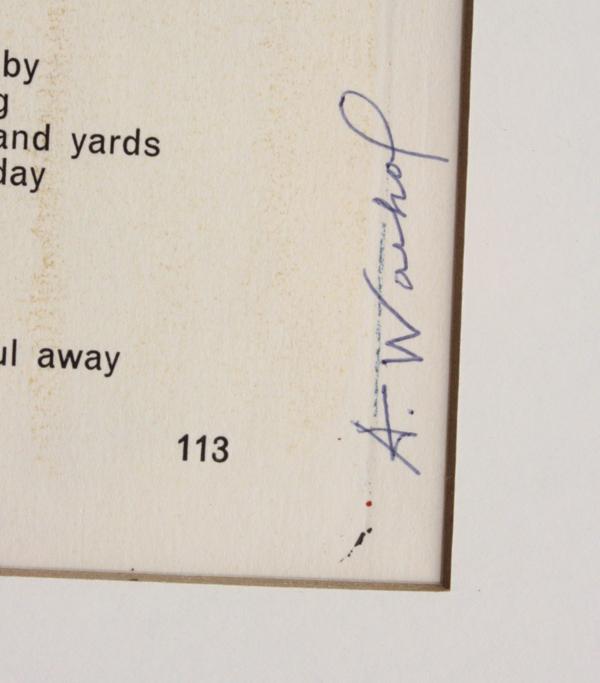 by
g
and yards
day
ul away
113
A. Warhol